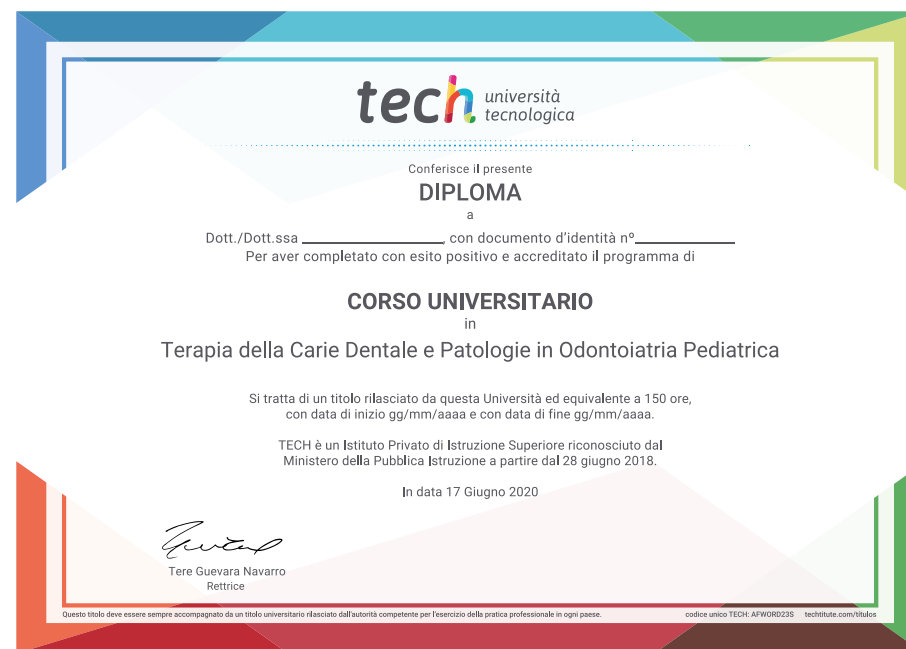 tech università
tecnologica
Conferisce il presente
DIPLOMA
a
Dott./Dott.ssa ________________, con documento d'identità nº____________
Per aver completato con esito positivo e accreditato il programma di
CORSO UNIVERSITARIO
in
Terapia della Carie Dentale e Patologie in Odontoiatria Pediatrica
Si tratta di un titolo rilasciato da questa Università ed equivalente a 150 ore,
con data di inizio gg/mm/aaaa e con data di fine gg/mm/aaaa.
TECH è un Istituto Privato di Istruzione Superiore riconosciuto dal
Ministero della Pubblica Istruzione a partire dal 28 giugno 2018.
In data 17 Giugno 2020
Tere Guevara Navarro
Rettrice
Questo titolo deve essere sempre accompagnato da un titolo universitario rilasciato dall'autorità competente per l'esercizio della pratica professionale in ogni paese. codice unico TECH: AFWORD23S techtitute.com/titulos